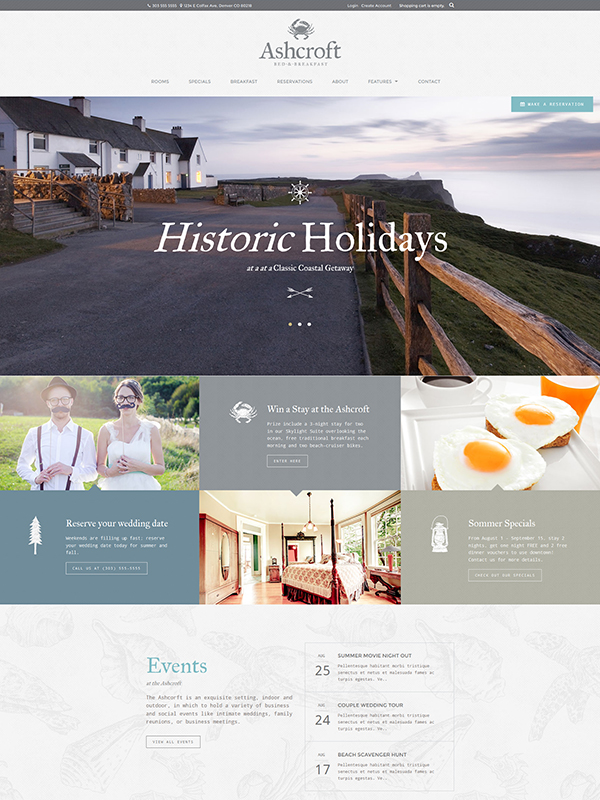 303 555 5555 1234 E Colfax Ave, Denver CO 80218
Login Create Account Shopping cart is empty.
Ashcroft
BED & BREAKFAST
ROOMS SPECIALS BREAKFAST RESERVATIONS ABOUT FEATURES CONTACT
MAKE A RESERVATION
Historic Holidays
at a at a Classic Coastal Getaway
Win a Stay at the Ashcroft
Price include a 3-night stay for two
in our Skylight Suite overlooking the
ocean, free traditional breakfast each
morning and two beach-cruiser bikes.
ENTER HERE
Reserve your wedding date
Weekends are filling up fast; reserve
your wedding date today for summer and
fall.
CALL US AT (303) 555-5555
Sommer Specials
From August 1 - September 15, stay 2
nights, get one night FREE and 2 free
dinner vouchers to use downtown!
Contact us for more details.
CHECK OUT OUR SPECIALS
Events
at the Ashcroft
The Ashcorft is an exquisite setting, indoor and
outdoor, in which to hold a variety of business
and social events like intimate weddings, family
reunions, or business meetings.
VIEW ALL EVENTS
AUG
25
SUMMER MOVIE NIGHT OUT
Pellentesque habitant morbi tristique
senectus et netus et malesuada fames ac
turpis egestas. Ve..
AUG
24
COUPLE WEDDING TOUR
Pellentesque habitant morbi tristique
senectus et netus et malesuada fames ac
turpis egestas. Ve..
AUG
17
BEACH SCAVENGER HUNT
Pellentesque habitant morbi tristique
senectus et netus et malesuada fames ac
turpis egestas. Ve..